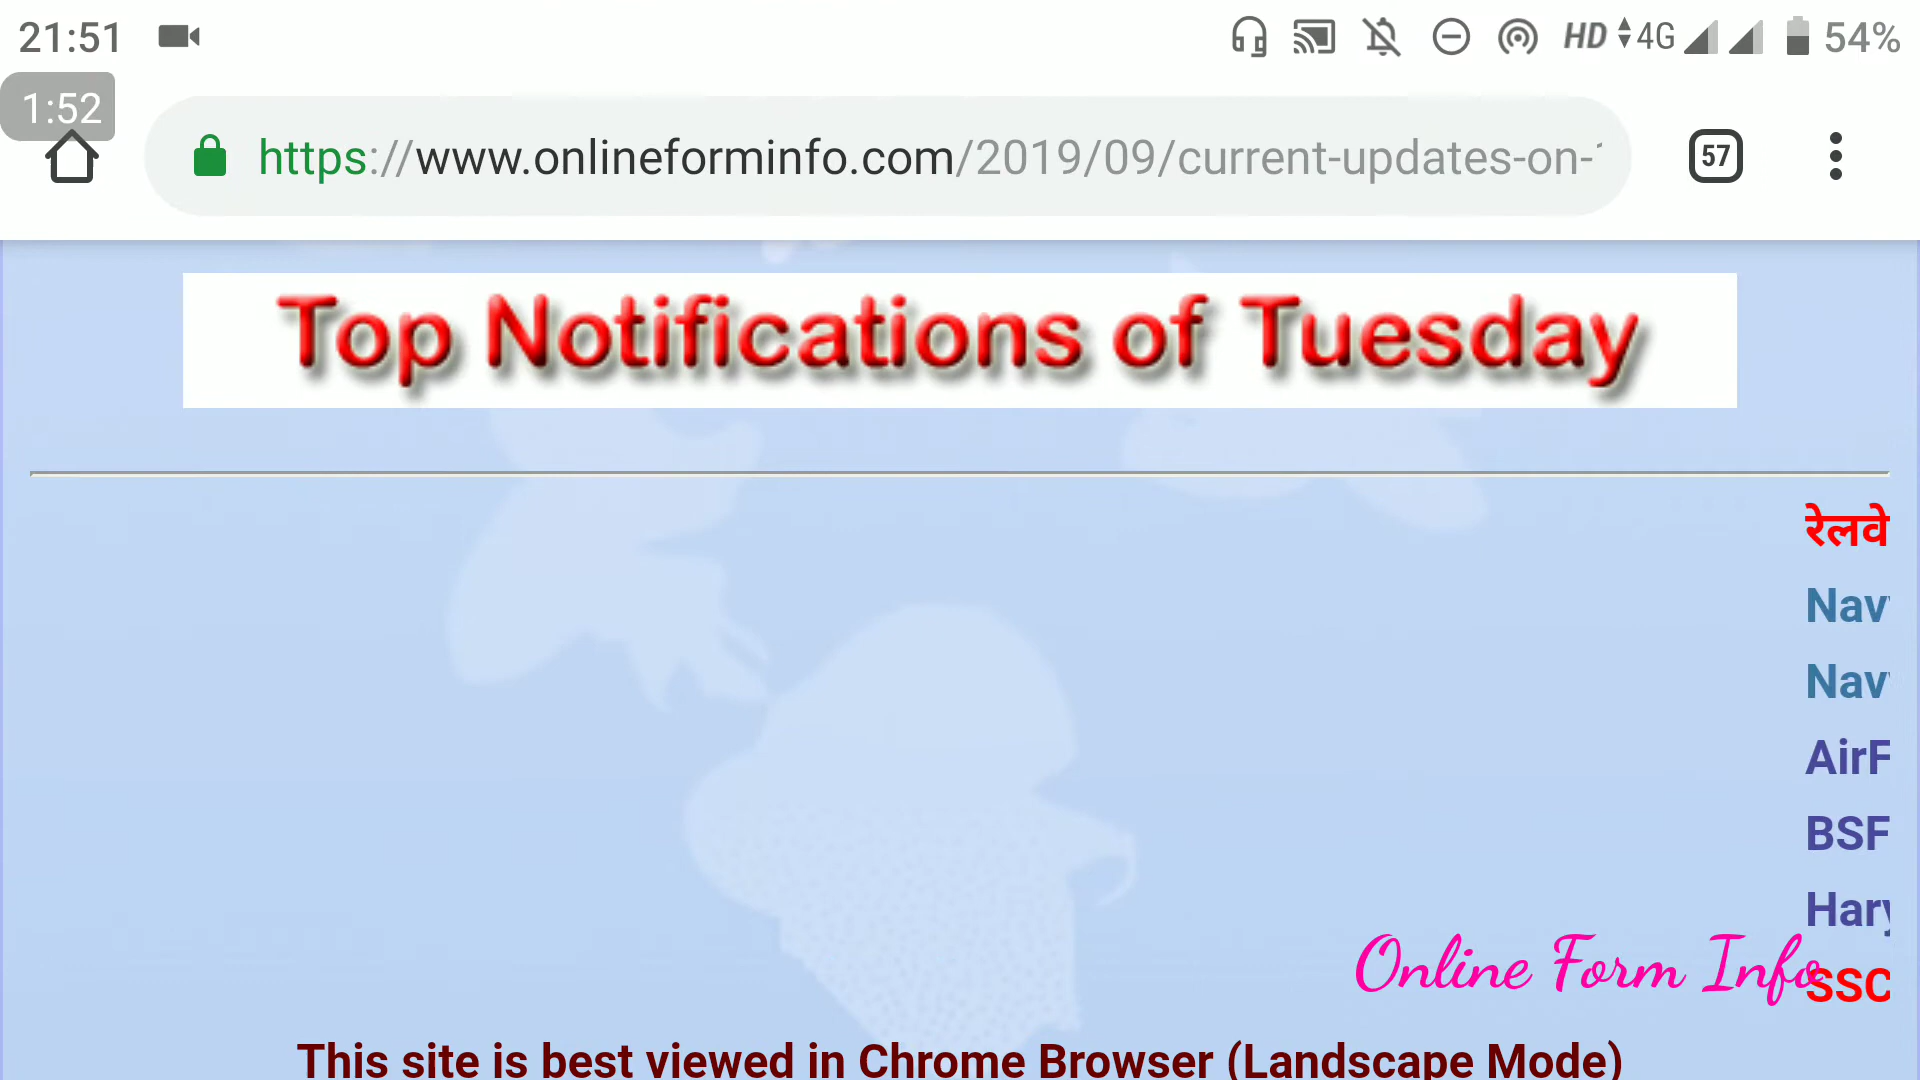 21:51 HD 4G 54%
1:52
https://www.onlineforminfo.com/2019/09/current-updates-on- 57
Top Notifications of Tuesday
रेलवे
Nav
Nav
AirF
BSF
Hary
Online Form Info
SSC
This site is best viewed in Chrome Browser (Landscape Mode)